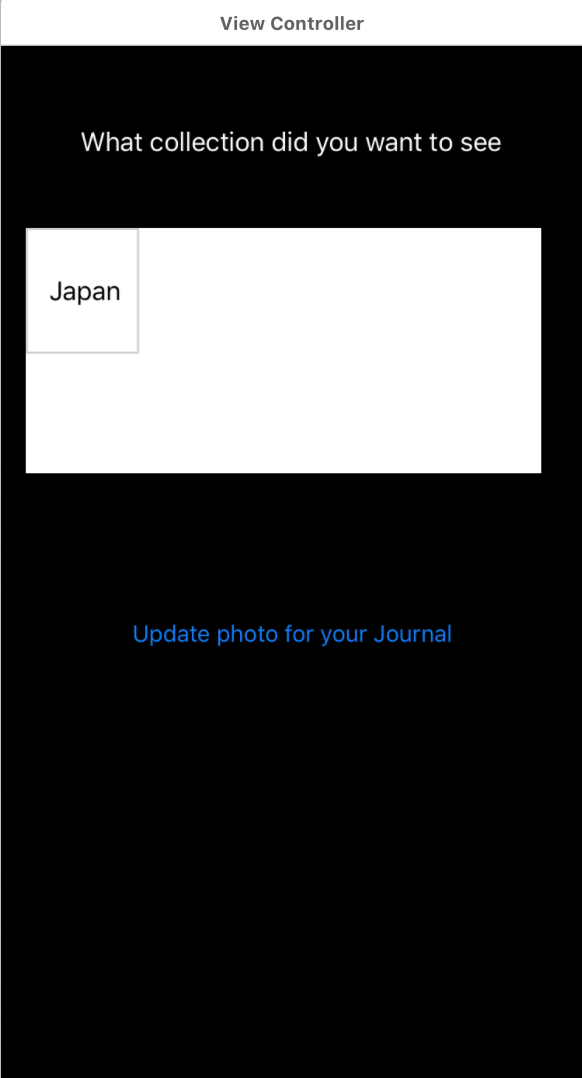 View Controller
What collection did you want to see
Japan
Update photo for your Journal